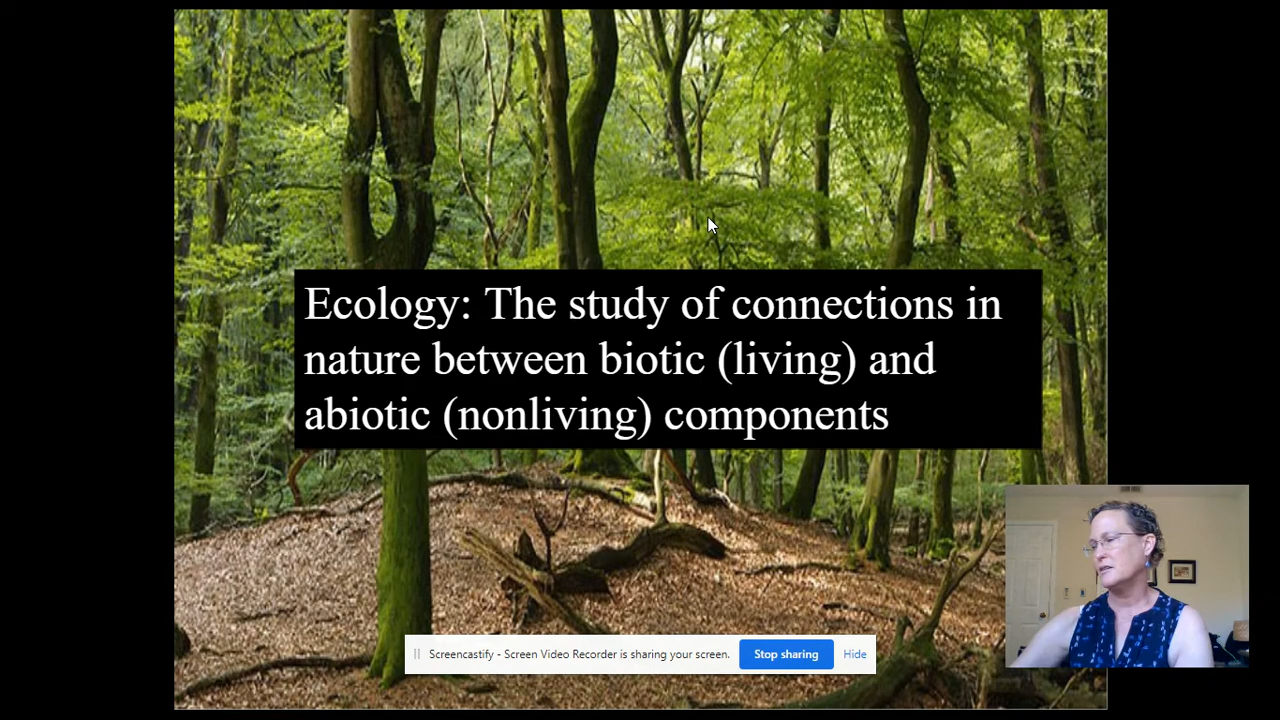 Ecology: The study of connections in
nature between biotic (living) and
abiotic (nonliving) components
Screencastify - Screen Video Recorder is sharing your screen. Stop sharing Hide